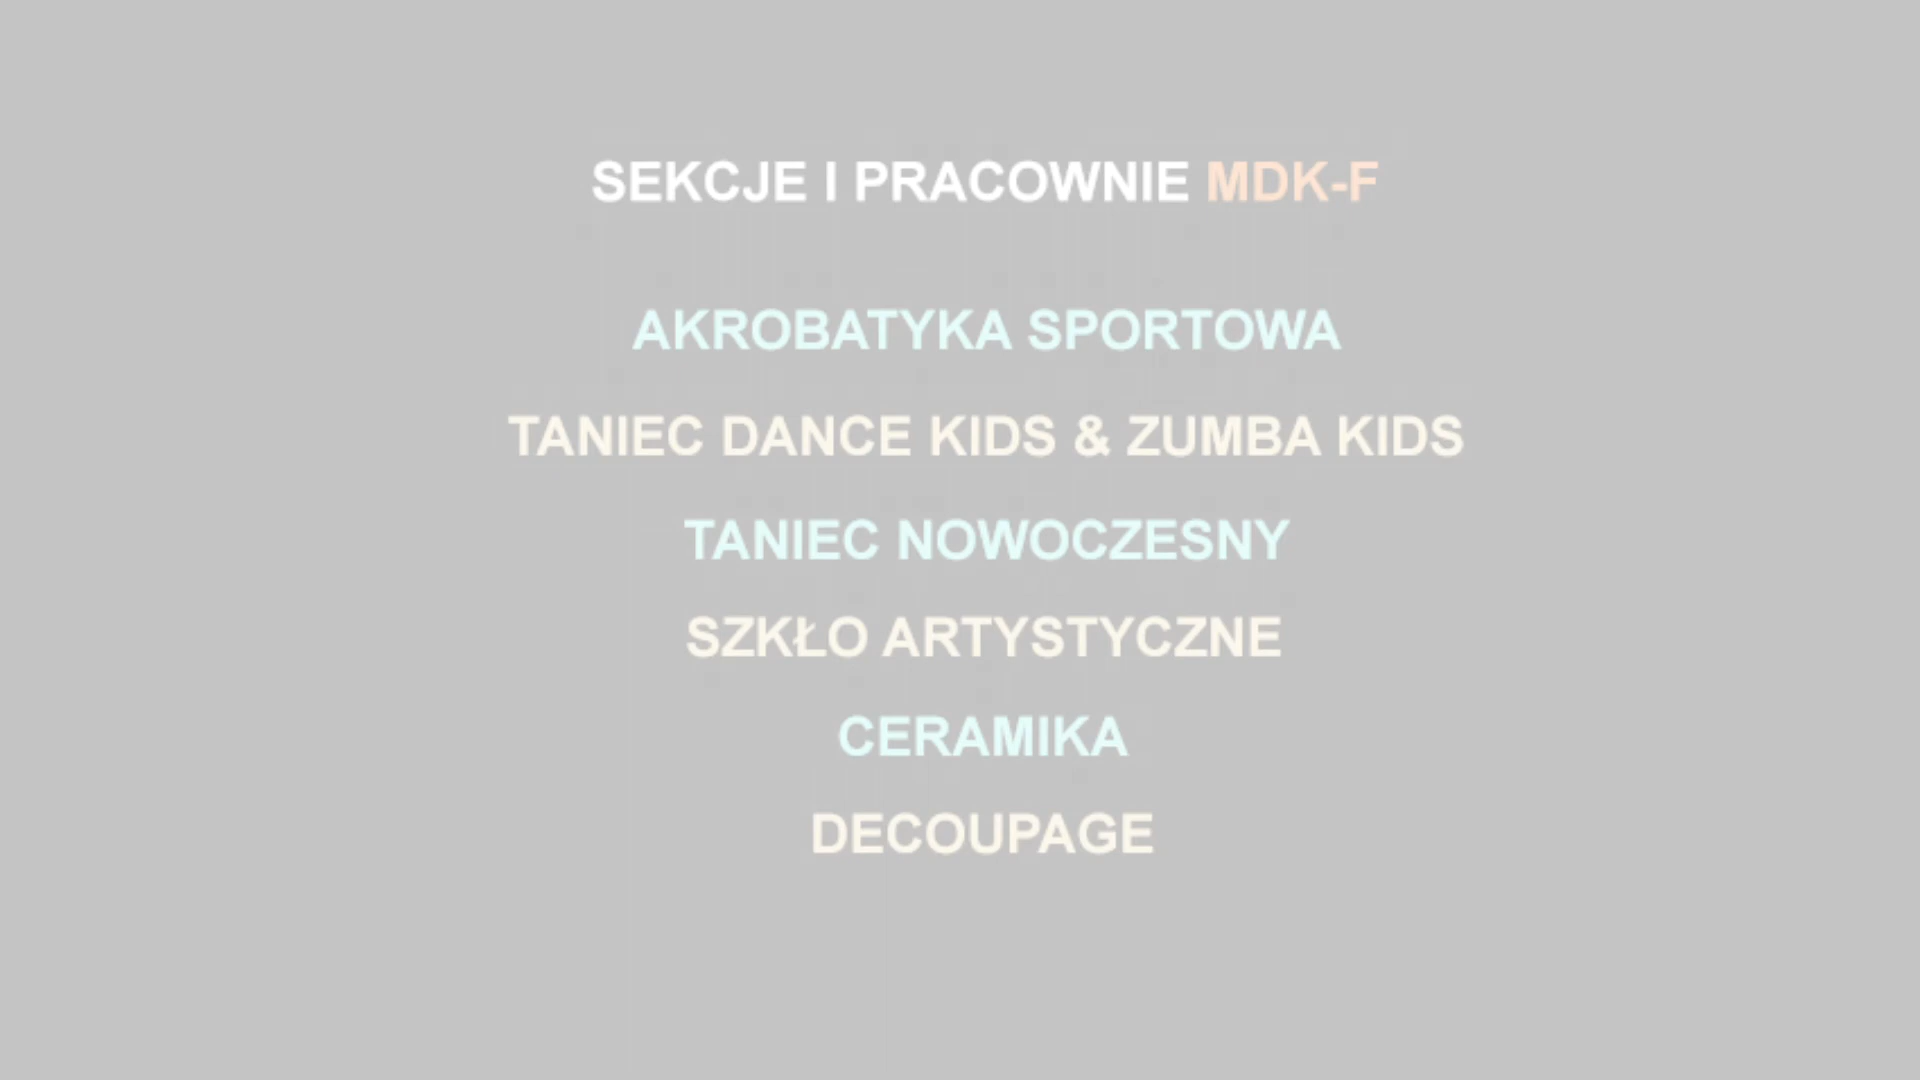 SEKCJE I PRACOWNIE MDK-F
AKROBATYKA SPORTOWA
TANIEC DANCE KIDS & ZUMBA KIDS
TANIEC NOWOCZESNY
SZKŁO ARTYSTYCZNE
CERAMIKA
DECOUPAGE